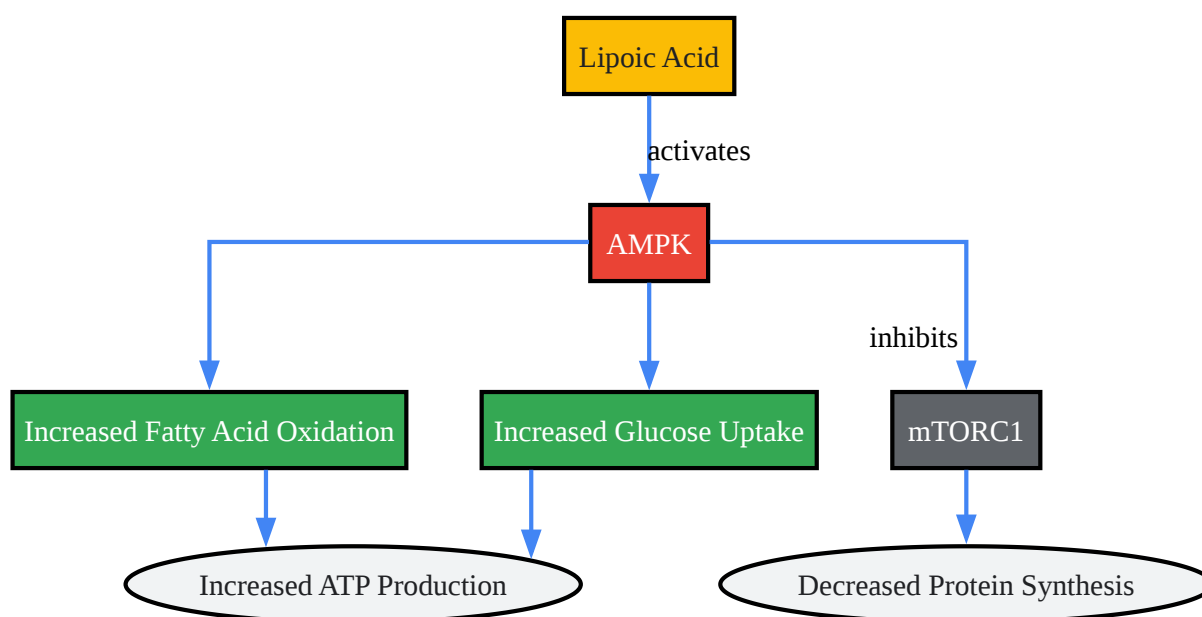 Lipoic Acid
activates
AMPK
inhibits
Increased Fatty Acid Oxidation
Increased Glucose Uptake
mTORC1
Increased ATP Production
Decreased Protein Synthesis